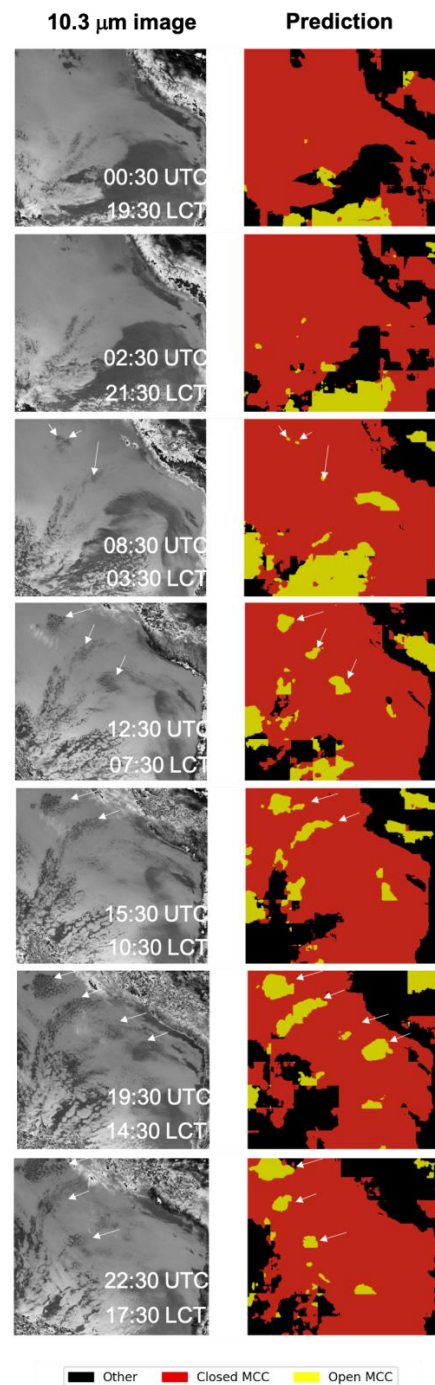 10.3 μm image Prediction
00:30 UTC
19:30 LCT
02:30 UTC
21:30 LCT
08:30 UTC
03:30 LCT
12:30 UTC
07:30 LCT
15:30 UTC
10:30 LCT
19:30 UTC
14:30 LCT
22:30 UTC
17:30 LCT
Other Closed MCC Open MCC